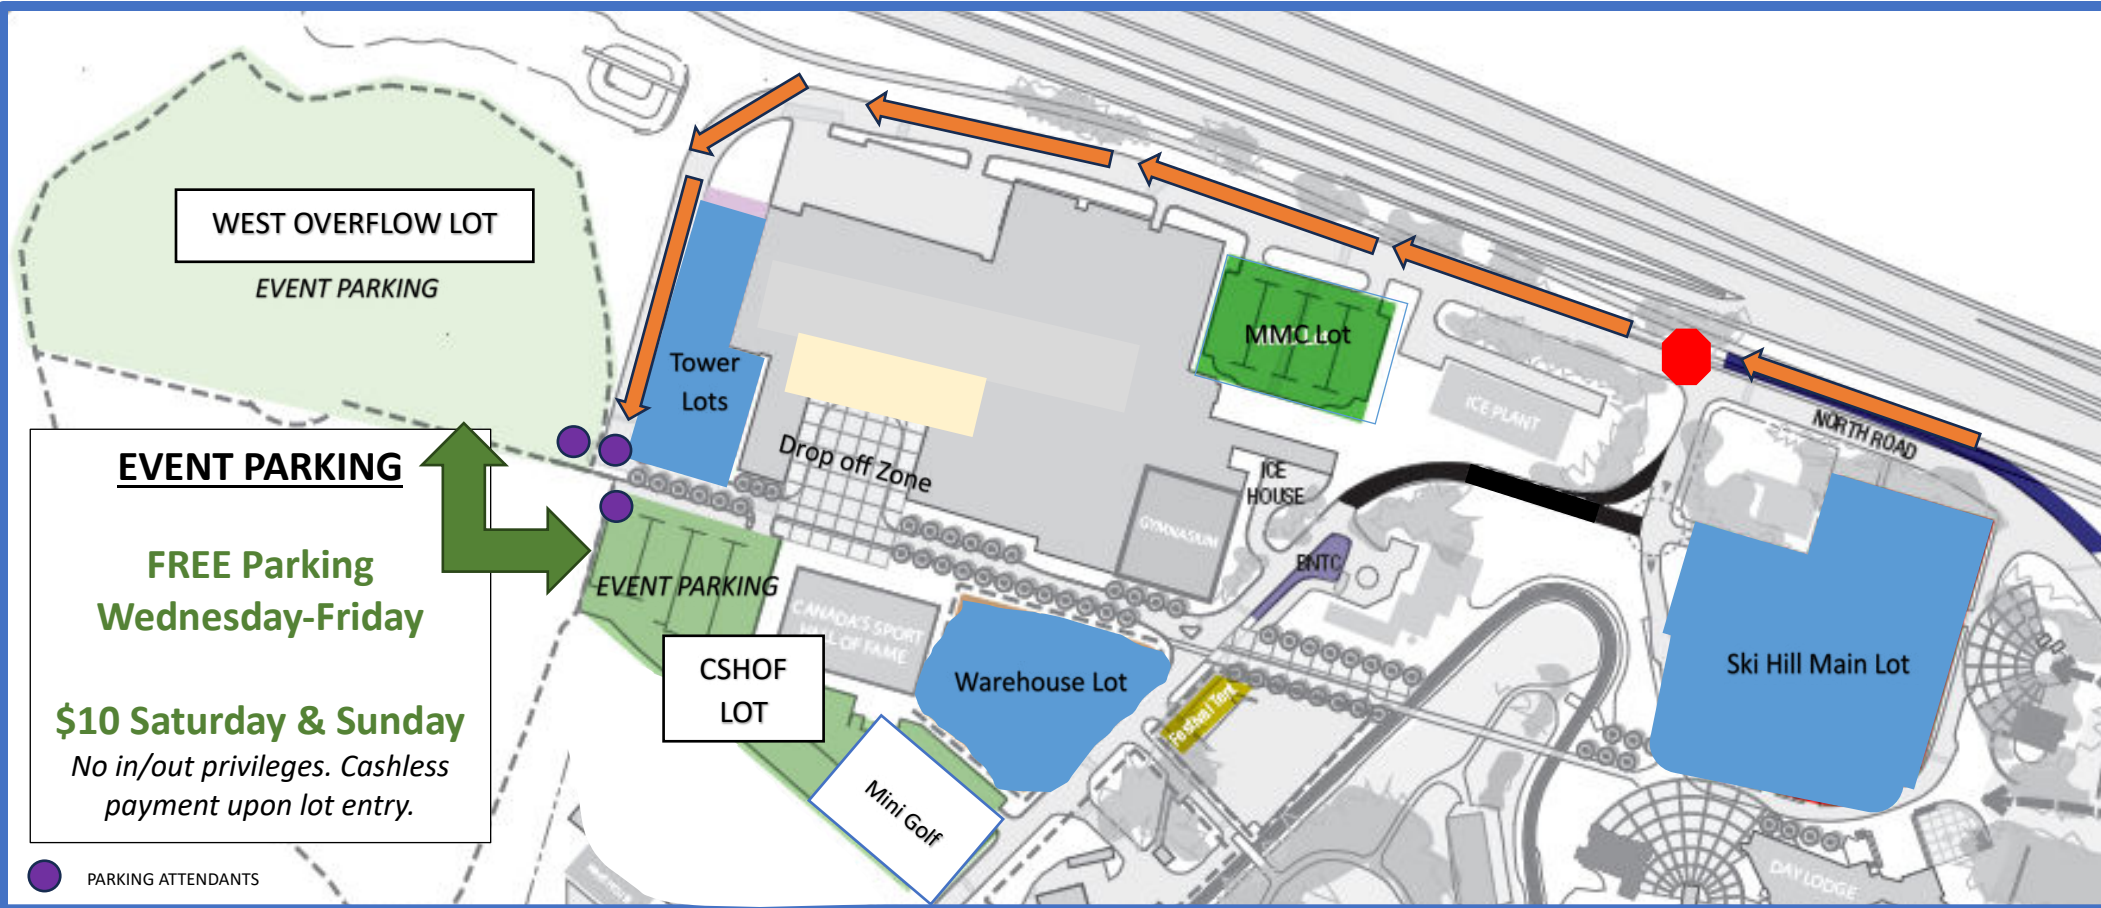 WEST OVERFLOW LOT
EVENT PARKING
EVENT PARKING
FREE Parking
Wednesday-Friday
$10 Saturday & Sunday
No in/out privileges. Cashless
payment upon lot entry.
PARKING ATTENDANTS
Tower
Lots
Drop off Zone
MMC Lot
ICE PLANT
NORTH ROAD
ICE
HOUSE
GYMNASIUM
BNTC
EVENT PARKING
CANADA'S SPORT
HALL OF FAME
CSHOF
LOT
Warehouse Lot
Festival Tent
Mini Golf
Ski Hill Main Lot
DAY LODGE